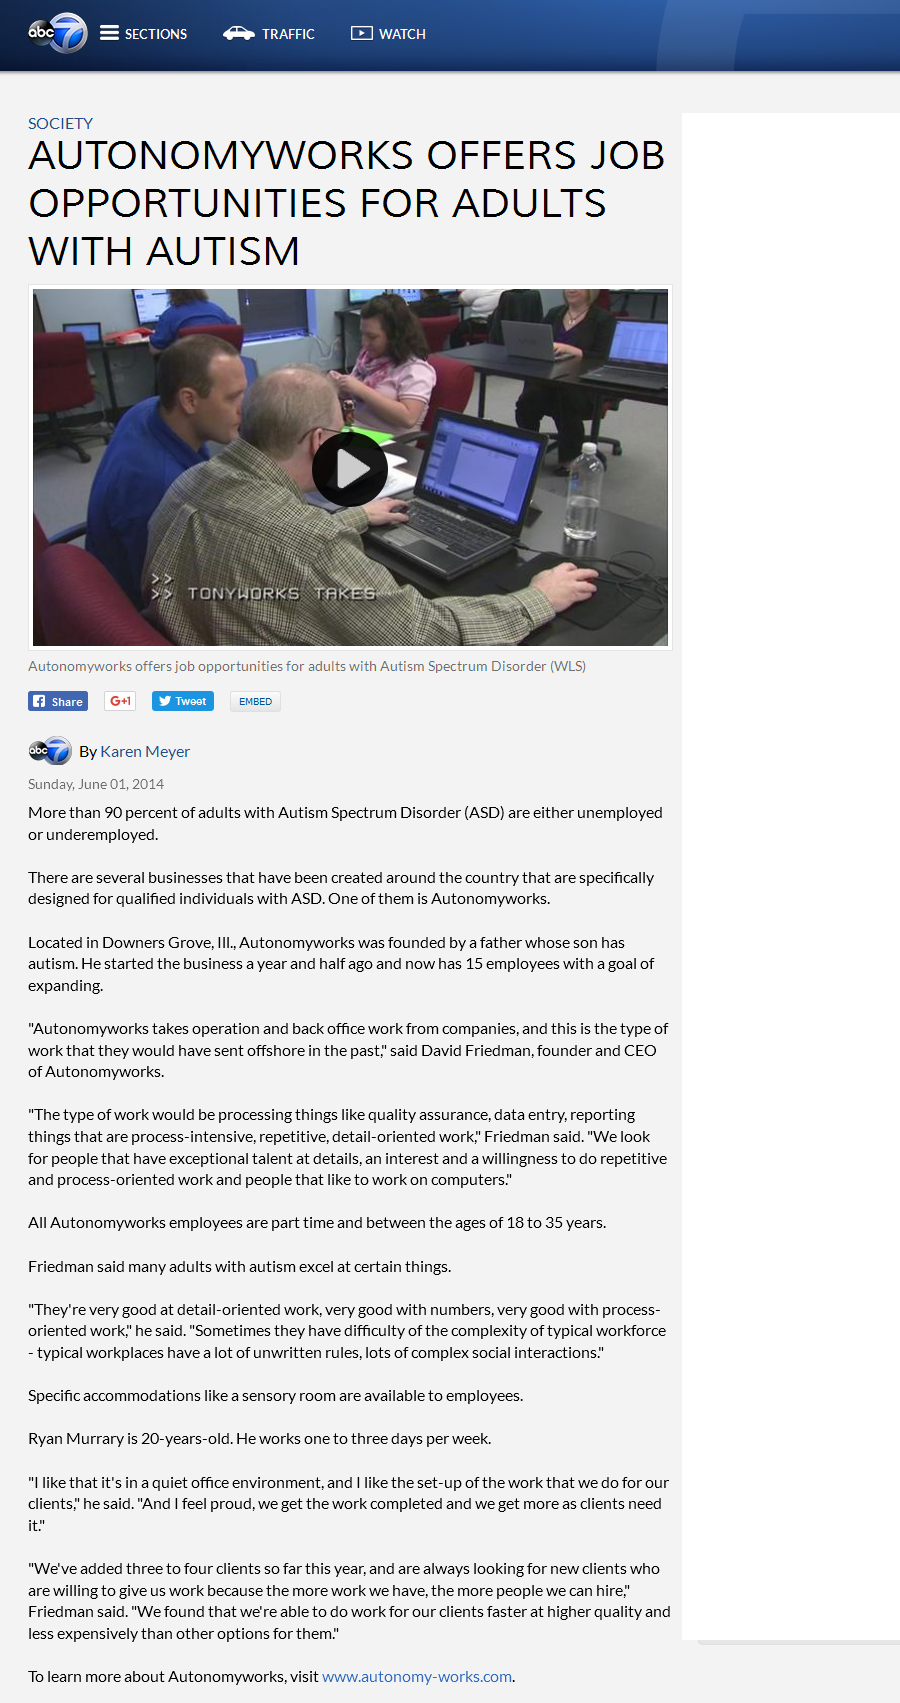 abc 7 SECTIONS TRAFFIC WATCH
SOCIETY
AUTONOMYWORKS OFFERS JOB
OPPORTUNITIES FOR ADULTS
WITH AUTISM
>>
>> TONYWORKS TAKES
Autonomyworks offers job opportunities for adults with Autism Spectrum Disorder (WLS)
Share G+1 Tweet EMBED
abc 7 By Karen Meyer
Sunday, June 01, 2014
More than 90 percent of adults with Autism Spectrum Disorder (ASD) are either unemployed
or underemployed.
There are several businesses that have been created around the country that are specifically
designed for qualified individuals with ASD. One of them is Autonomyworks.
Located in Downers Grove, Ill., Autonomyworks was founded by a father whose son has
autism. He started the business a year and half ago and now has 15 employees with a goal of
expanding.
"Autonomyworks takes operation and back office work from companies, and this is the type of
work that they would have sent offshore in the past," said David Friedman, founder and CEO
of Autonomyworks.
"The type of work would be processing things like quality assurance, data entry, reporting
things that are process-intensive, repetitive, detail-oriented work," Friedman said. "We look
for people that have exceptional talent at details, an interest and a willingness to do repetitive
and process-oriented work and people that like to work on computers."
All Autonomyworks employees are part time and between the ages of 18 to 35 years.
Friedman said many adults with autism excel at certain things.
"They're very good at detail-oriented work, very good with numbers, very good with process-
oriented work," he said. "Sometimes they have difficulty of the complexity of typical workforce
- typical workplaces have a lot of unwritten rules, lots of complex social interactions."
Specific accommodations like a sensory room are available to employees.
Ryan Murrary is 20-years-old. He works one to three days per week.
"I like that it's in a quiet office environment, and I like the set-up of the work that we do for our
clients," he said. "And I feel proud, we get the work completed and we get more as clients need
it."
"We've added three to four clients so far this year, and are always looking for new clients who
are willing to give us work because the more work we have, the more people we can hire,"
Friedman said. "We found that we're able to do work for our clients faster at higher quality and
less expensively than other options for them."
To learn more about Autonomyworks, visit www.autonomy-works.com.